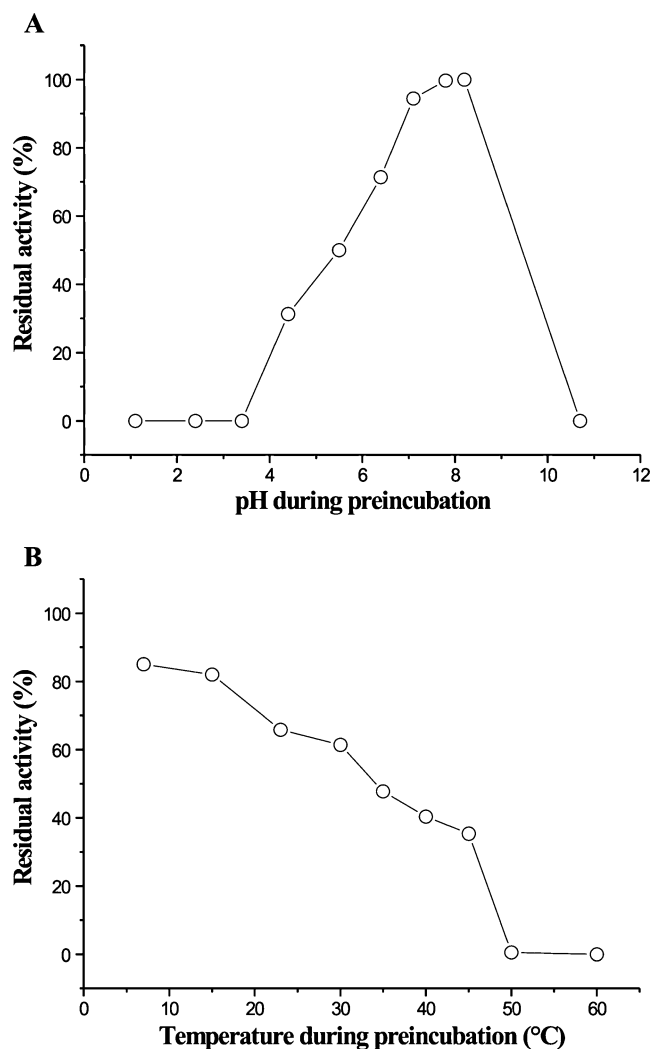 A
100
80
60
40
20
0
Residual activity (%)
0 2 4 6 8 10 12
pH during preincubation
B
100
80
60
40
20
0
Residual activity (%)
0 10 20 30 40 50 60
Temperature during preincubation (°C)